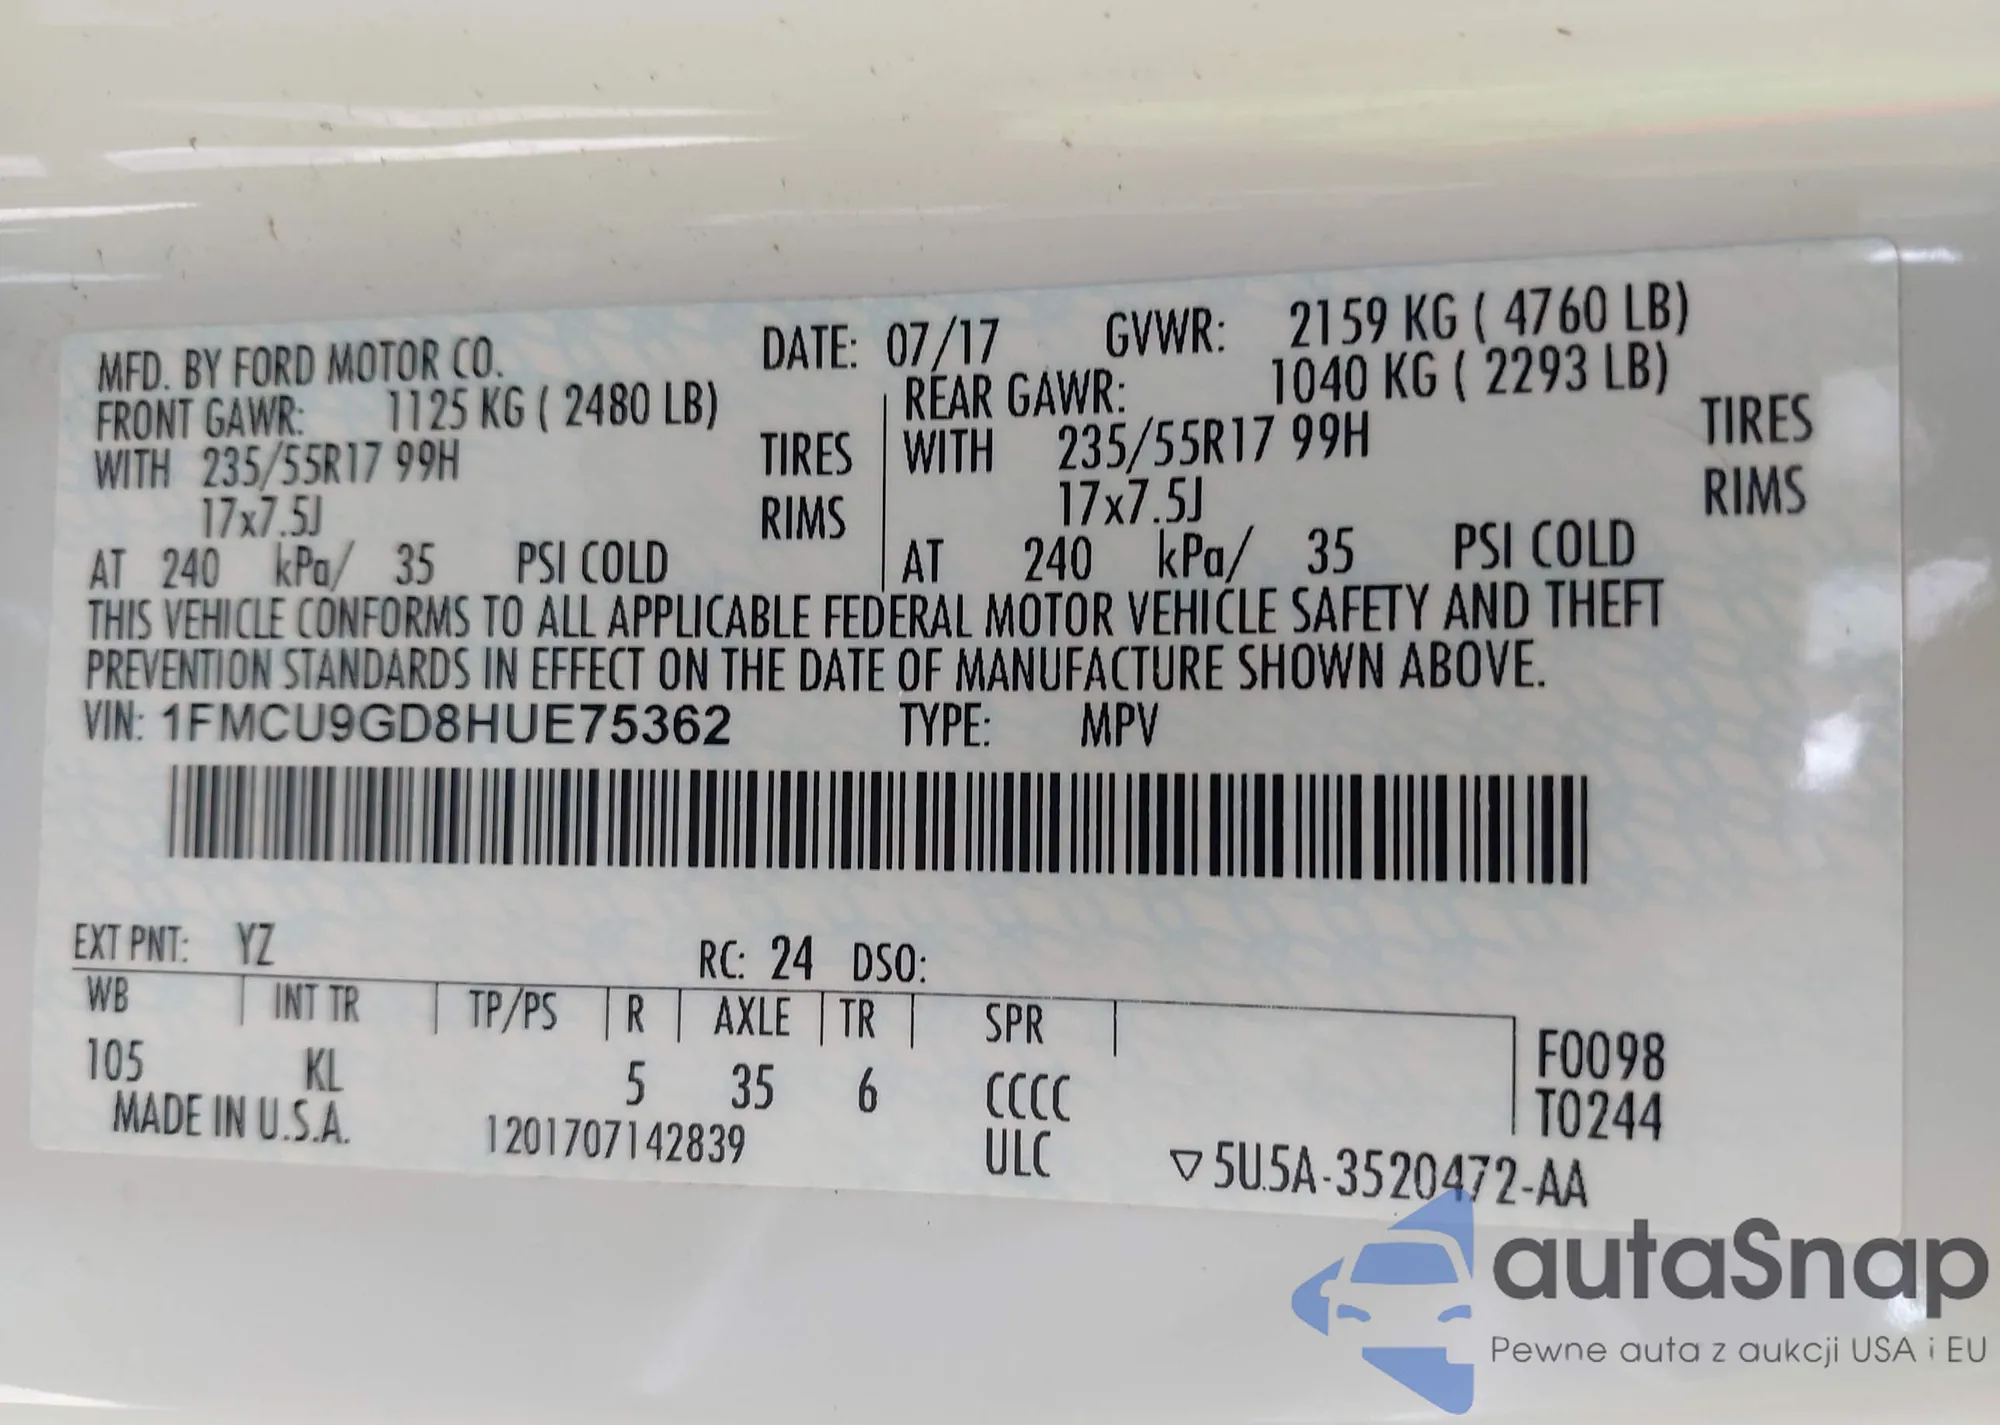 MFD. BY FORD MOTOR CO. DATE: 07/17 GVWR: 2159 KG ( 4760 LB)
FRONT GAWR: 1125 KG ( 2480 LB) REAR GAWR: 1040 KG ( 2293 LB)
WITH 235/55R17 99H TIRES WITH 235/55R17 99H TIRES
17x7.5J RIMS 17x7.5J RIMS
AT 240 kPa/ 35 PSI COLD AT 240 kPa/ 35 PSI COLD
THIS VEHICLE CONFORMS TO ALL APPLICABLE FEDERAL MOTOR VEHICLE SAFETY AND THEFT
PREVENTION STANDARDS IN EFFECT ON THE DATE OF MANUFACTURE SHOWN ABOVE.
VIN: 1FMCU9GD8HUE75362 TYPE: MPV
EXT PNT: YZ RC: 24 DSO:
WB INT TR TP/PS R AXLE TR SPR
105 KL 5 35 6 CCCC F0098
MADE IN U.S.A. 1201707142839 ULC T0244
▽5U5A-3520472-AA
autaSnap
Pewne auta z aukcji USA i EU